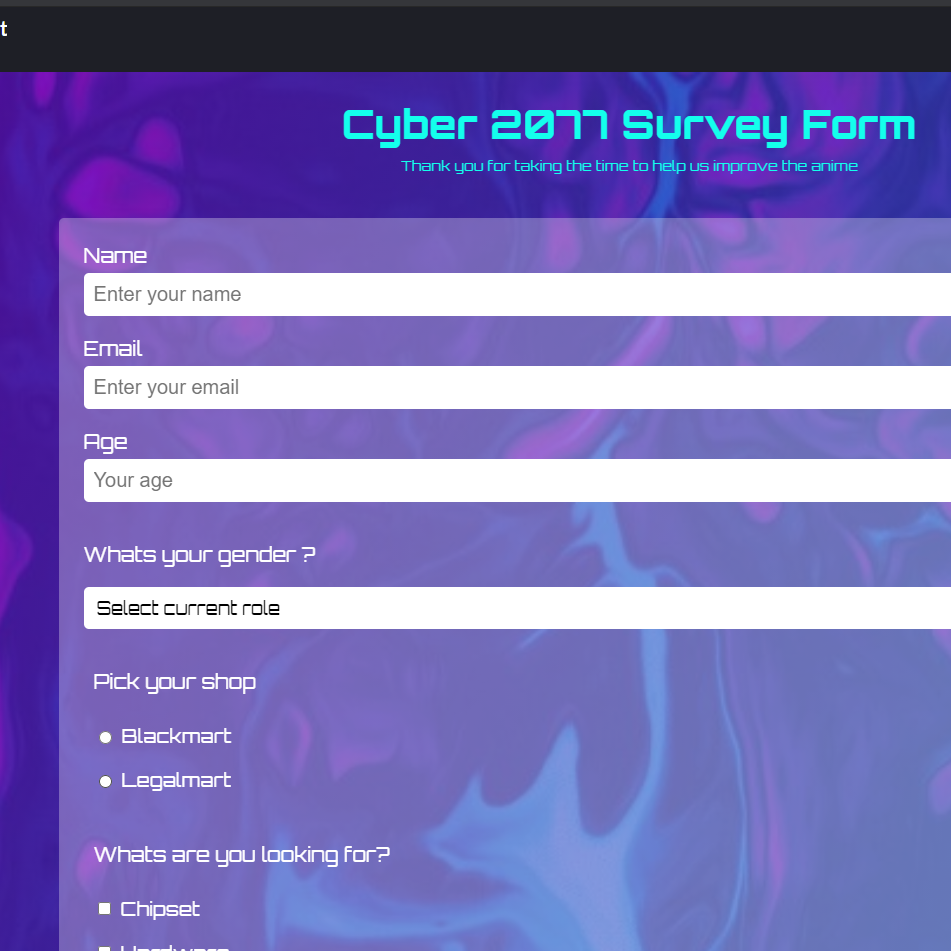 t
Cyber 2077 Survey Form
Thank you for taking the time to help us improve the anime
Name
Enter your name
Email
Enter your email
Age
Your age
Whats your gender ?
Select current role
Pick your shop
Blackmart
Legalmart
Whats are you looking for?
Chipset
Hardware